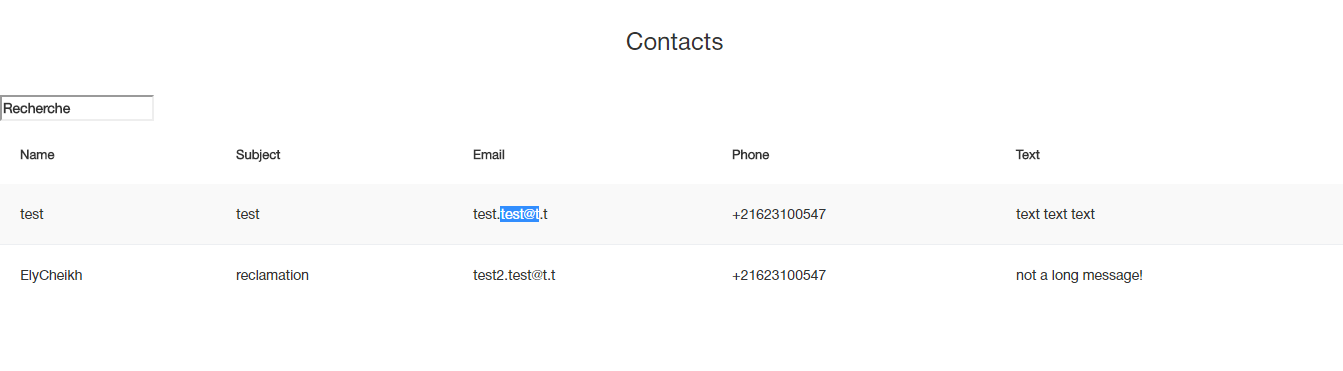 Contacts
Recherche
Name Subject Email Phone Text
test test test.test@t.t +21623100547 text text text
ElyCheikh reclamation test2.test@t.t +21623100547 not a long message!